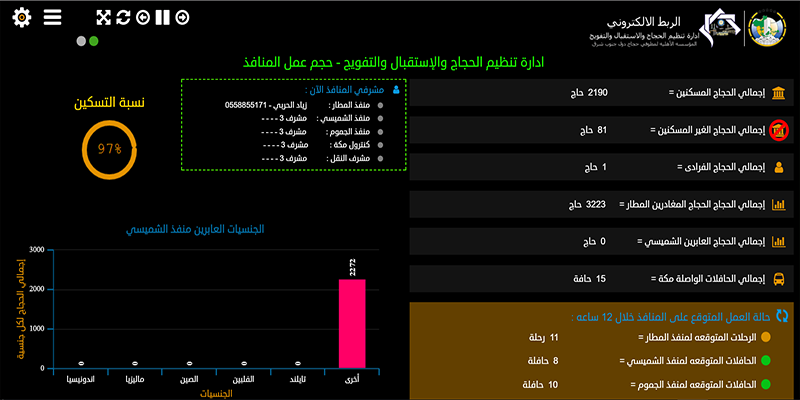 الربط الالكتروني
ادارة تنظيم الحجاج والاستقبال والتفويج
المؤسسة الأهلية لمطوفي حجاج دول جنوب شرق
ادارة تنظيم الحجاج والإستقبال والتفويج - حجم عمل المنافذ
إجمالي الحجاج المسكنين = 2190 حاج
إجمالي الحجاج الغير المسكنين = 81 حاج
إجمالي الحجاج الفرادى = 1 حاج
إجمالي الحجاج الحجاج المغادرين المطار = 3223 حاج
إجمالي الحجاج العابرين الشميسي = 0 حاج
إجمالي الحافلات الواصلة مكة = 15 حافة
حالة العمل المتوقع على المنافذ خلال 12 ساعه :
الرحلات المتوقعه لمنفذ المطار = 11 رحلة
الحافلات المتوقعه لمنفذ الشميسي = 8 حافلة
الحافلات المتوقعه لمنفذ الجموم = 10 حافلة
مشرفي المنافذ الآن :
منفذ المطار : زياد الحربي - 0558855171
منفذ الشميسي : مشرف 3 - - - -
منفذ الجموم : مشرف 3 - - - -
كنترول مكة : مشرف 3 - - - -
مشرف النقل : مشرف 3 - - - -
نسبة التسكين
97%
الجنسيات العابرين منفذ الشميسي
إجمالي الحجاج لكل جنسية
3000
2000
1000
0
2272
0
0
0
0
0
أخرى
تايلند
الفلبين
الصين
ماليزيا
اندونيسيا
الجنسيات